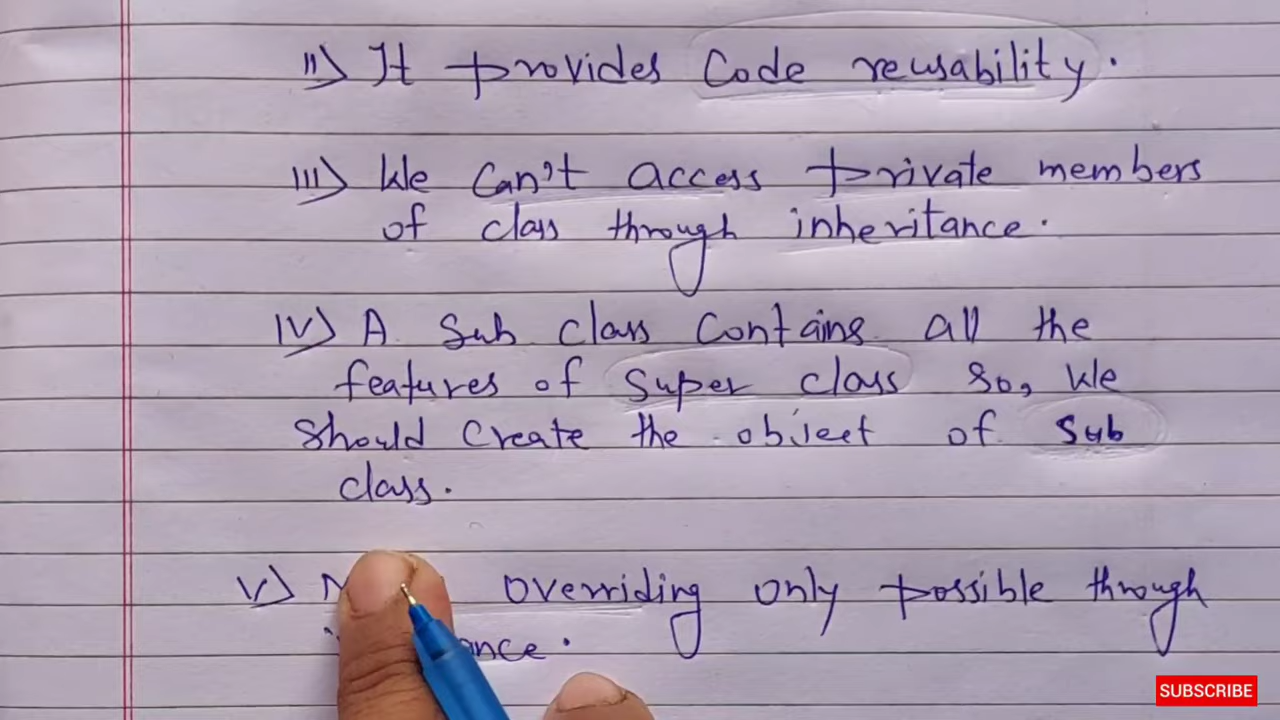 II) It provides Code reusability.
III) We can't access private members
of class through inheritance.
IV) A Sub class contains all the
features of super class so, we
should create the object of sub
class.
V) overriding only possible through
SUBSCRIBE